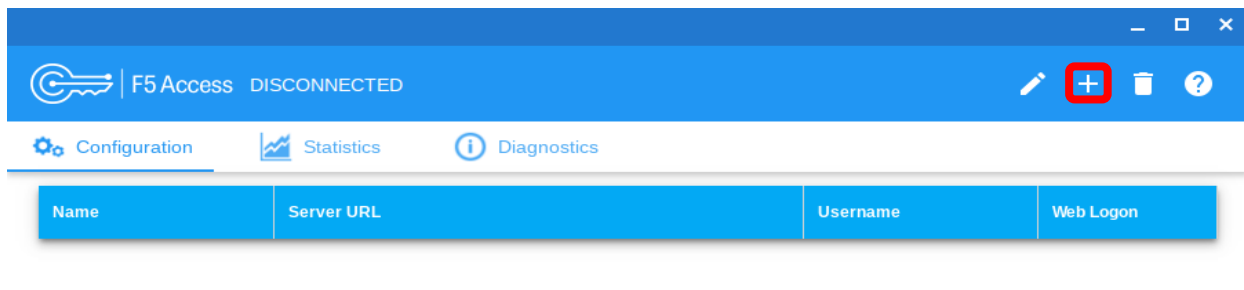 F5 Access DISCONNECTED
Configuration Statistics Diagnostics
Name Server URL Username Web Logon